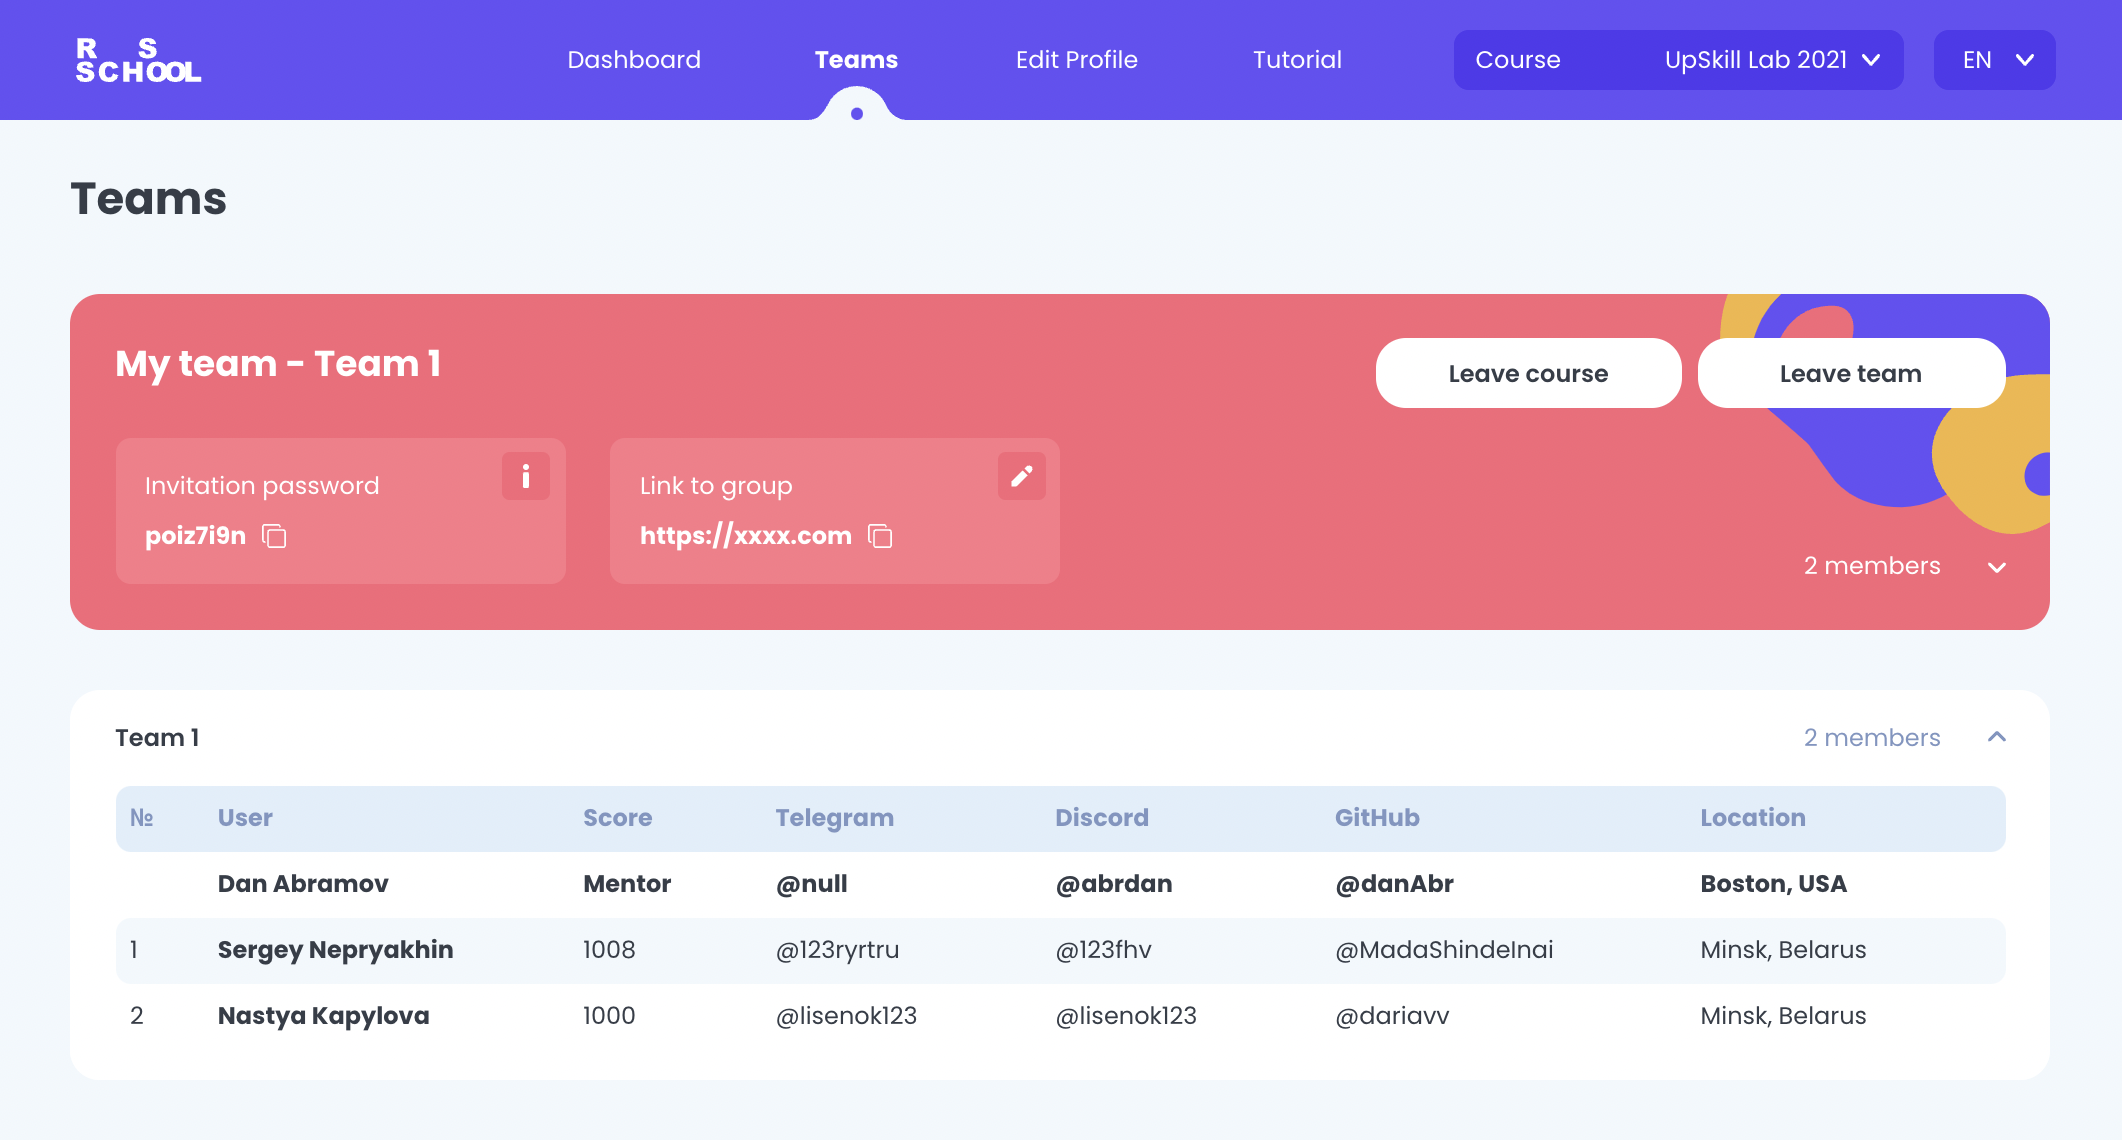 R S
SCHOOL
Dashboard Teams Edit Profile Tutorial Course UpSkill Lab 2021 EN
Teams
My team - Team 1
Leave course Leave team
Invitation password
poiz7i9n
Link to group
https://xxxx.com
2 members
Team 1 2 members
№ User Score Telegram Discord GitHub Location
Dan Abramov Mentor @null @abrdan @danAbr Boston, USA
1 Sergey Nepryakhin 1008 @123ryrtru @123fhv @MadaShindeInai Minsk, Belarus
2 Nastya Kapylova 1000 @lisenok123 @lisenok123 @dariavv Minsk, Belarus